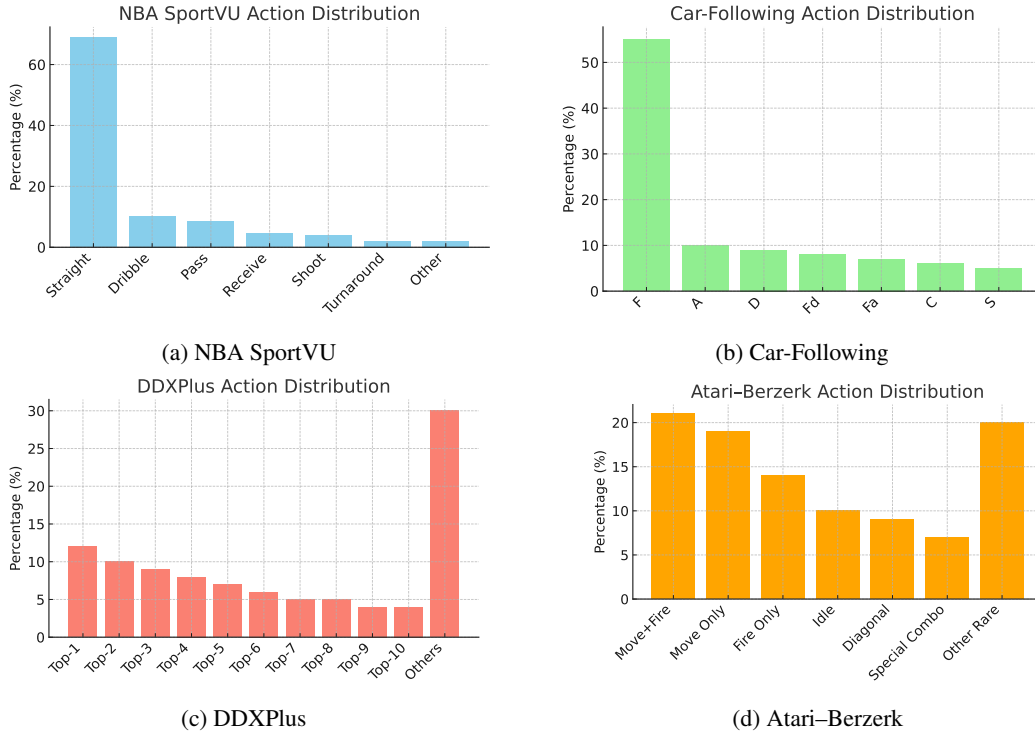 NBA SportVU Action Distribution
Percentage (%)
60
40
20
0
Straight
Dribble
Pass
Receive
Shoot
Turnaround
Other
(a) NBA SportVU
Car-Following Action Distribution
Percentage (%)
50
40
30
20
10
0
F
A
D
Fd
Fa
C
S
(b) Car-Following
DDXPlus Action Distribution
Percentage (%)
30
25
20
15
10
5
0
Top-1
Top-2
Top-3
Top-4
Top-5
Top-6
Top-7
Top-8
Top-9
Top-10
Others
(c) DDXPlus
Atari–Berzerk Action Distribution
Percentage (%)
20
15
10
5
0
Move+Fire
Move Only
Fire Only
Idle
Diagonal
Special Combo
Other Rare
(d) Atari–Berzerk